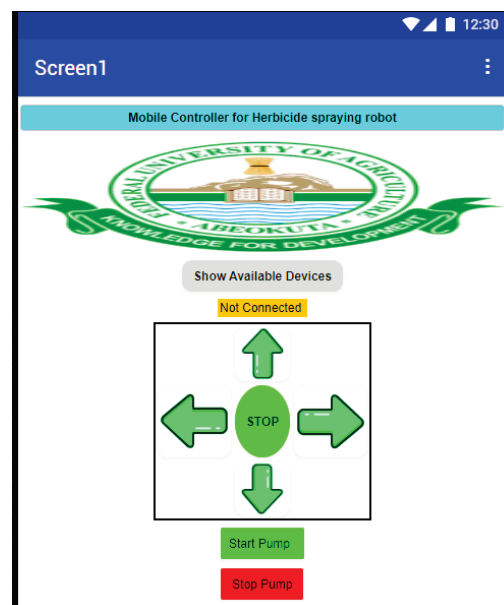 12:30
Screen1
Mobile Controller for Herbicide spraying robot
FEDERAL UNIVERSITY OF AGRICULTURE
ABEOKUTA
KNOWLEDGE FOR DEVELOPMENT
Show Available Devices
Not Connected
STOP
Start Pump
Stop Pump